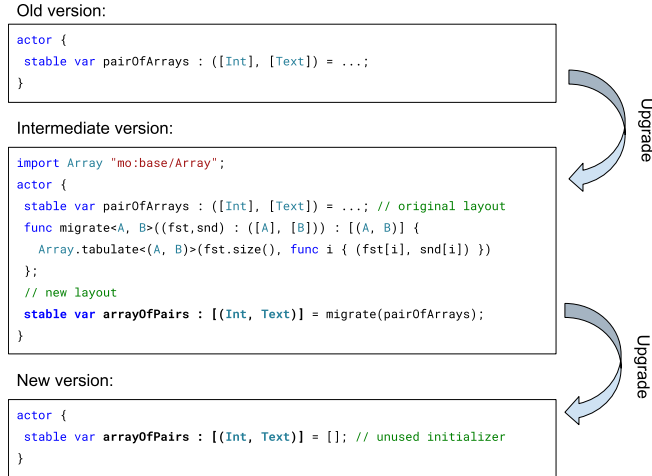 Old version:
actor {
 stable var pairOfArrays : ([Int], [Text]) = ...;
}
Upgrade
Intermediate version:
import Array "mo:base/Array";
actor {
 stable var pairOfArrays : ([Int], [Text]) = ...; // original layout
 func migrate<A, B>((fst,snd) : ([A], [B])) : [(A, B)] {
   Array.tabulate<(A, B)>(fst.size(), func i { (fst[i], snd[i]) })
 };
 // new layout
 stable var arrayOfPairs : [(Int, Text)] = migrate(pairOfArrays);
}
Upgrade
New version:
actor {
 stable var arrayOfPairs : [(Int, Text)] = []; // unused initializer
}